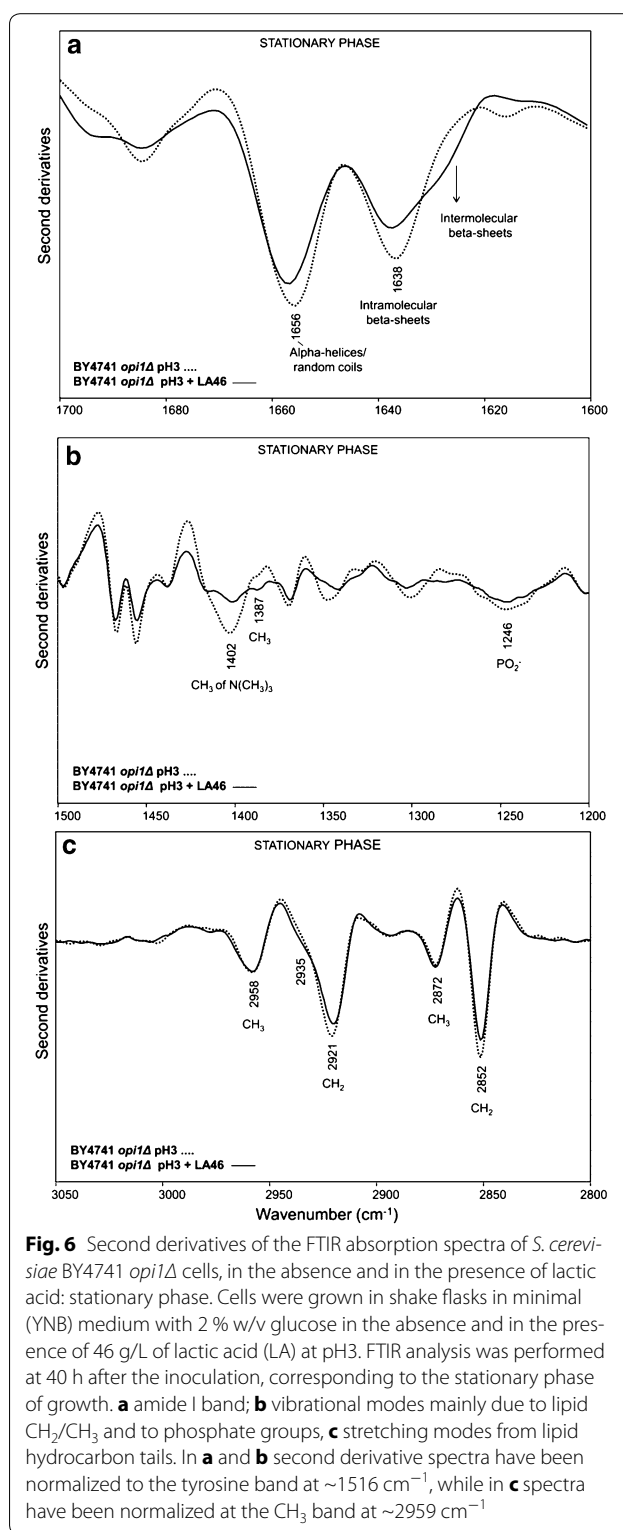 a
STATIONARY PHASE
Second derivatives
Intermolecular
beta-sheets
1638
Intramolecular
beta-sheets
1656
Alpha-helices/
random coils
BY4741 opi1Δ pH3 ....
BY4741 opi1Δ pH3 + LA46 ——
1700 1680 1660 1640 1620 1600
b
STATIONARY PHASE
Second derivatives
1387
CH3
1402
CH3 of N(CH3)3
1246
PO2-
BY4741 opi1Δ pH3 ....
BY4741 opi1Δ pH3 + LA46 ——
1500 1450 1400 1350 1300 1250 1200
c
STATIONARY PHASE
Second derivatives
2958
CH3
2935
2921
CH2
2872
CH3
2852
CH2
BY4741 opi1Δ pH3 ....
BY4741 opi1Δ pH3 + LA46 ——
3050 3000 2950 2900 2850 2800
Wavenumber (cm-1)
Fig. 6 Second derivatives of the FTIR absorption spectra of S. cerevi-
siae BY4741 opi1Δ cells, in the absence and in the presence of lactic
acid: stationary phase. Cells were grown in shake flasks in minimal
(YNB) medium with 2 % w/v glucose in the absence and in the pres-
ence of 46 g/L of lactic acid (LA) at pH3. FTIR analysis was performed
at 40 h after the inoculation, corresponding to the stationary phase
of growth. a amide I band; b vibrational modes mainly due to lipid
CH2/CH3 and to phosphate groups, c stretching modes from lipid
hydrocarbon tails. In a and b second derivative spectra have been
normalized to the tyrosine band at ~1516 cm−1, while in c spectra
have been normalized at the CH3 band at ~2959 cm−1